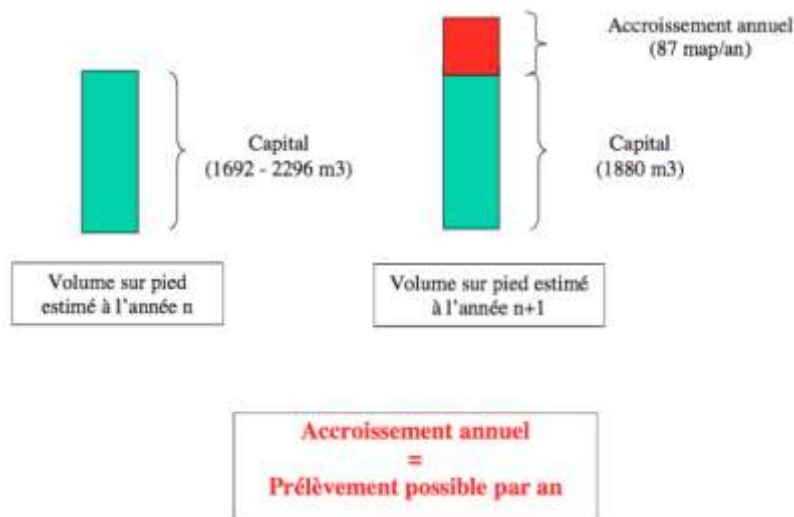 Accroissement annuel
(87 map/an)
Capital
(1692 - 2296 m3)
Capital
(1880 m3)
Volume sur pied
estimé à l'année n
Volume sur pied estimé
à l'année n+1
Accroissement annuel
=
Prélèvement possible par an